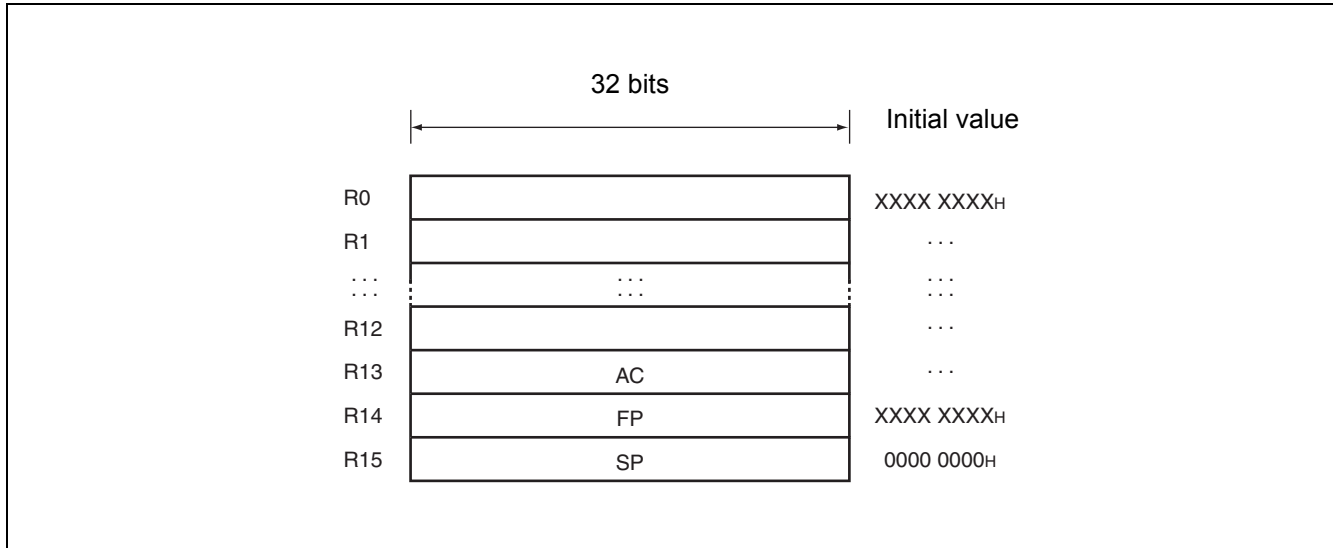 32 bits
Initial value
R0 XXXX XXXXH
R1 ...
... ... ...
... ... ...
R12 ...
R13 AC ...
R14 FP XXXX XXXXH
R15 SP 0000 0000H